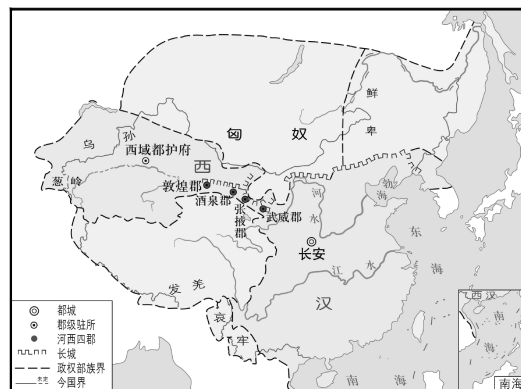 匈奴
鲜卑
乌孙
西域都护府
西
葱岭
敦煌郡
酒泉郡
张掖郡
武威郡
河水
渤海
长安
东海
江水
发羌
汉
哀牢
南海
都城
郡级驻所
河西四郡
长城
政权部族界
未定
今国界
西汉
南海
南海